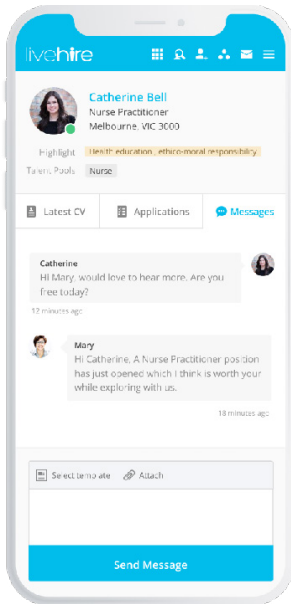 livehire
Catherine Bell
Nurse Practitioner
Melbourne, VIC 3000
Highlight Health education , ethico-moral responsibility
Talent Pools Nurse
Latest CV Applications Messages
Catherine
Hi Mary, would love to hear more. Are you
free today?
12 minutes ago
Mary
Hi Catherine, A Nurse Practitioner position
has just opened which I think is worth your
while exploring with us.
18 minutes ago
Select template Attach
Send Message